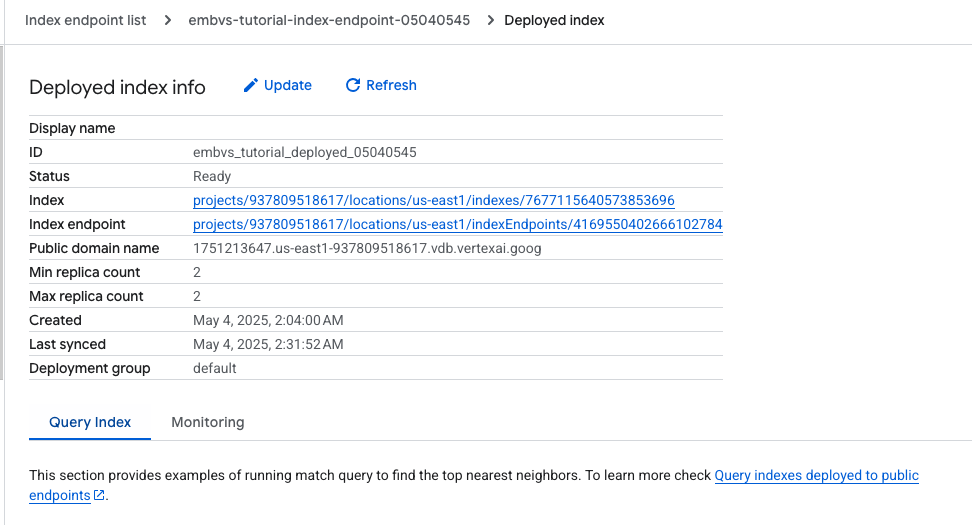 Index endpoint list > embvs-tutorial-index-endpoint-05040545 > Deployed index
Deployed index info Update Refresh
Display name
ID embvs_tutorial_deployed_05040545
Status Ready
Index projects/937809518617/locations/us-east1/indexes/7677115640573853696
Index endpoint projects/937809518617/locations/us-east1/indexEndpoints/4169550402666102784
Public domain name 1751213647.us-east1-937809518617.vdb.vertexai.goog
Min replica count 2
Max replica count 2
Created May 4, 2025, 2:04:00 AM
Last synced May 4, 2025, 2:31:52 AM
Deployment group default
Query Index Monitoring
This section provides examples of running match query to find the top nearest neighbors. To learn more check Query indexes deployed to public
endpoints.